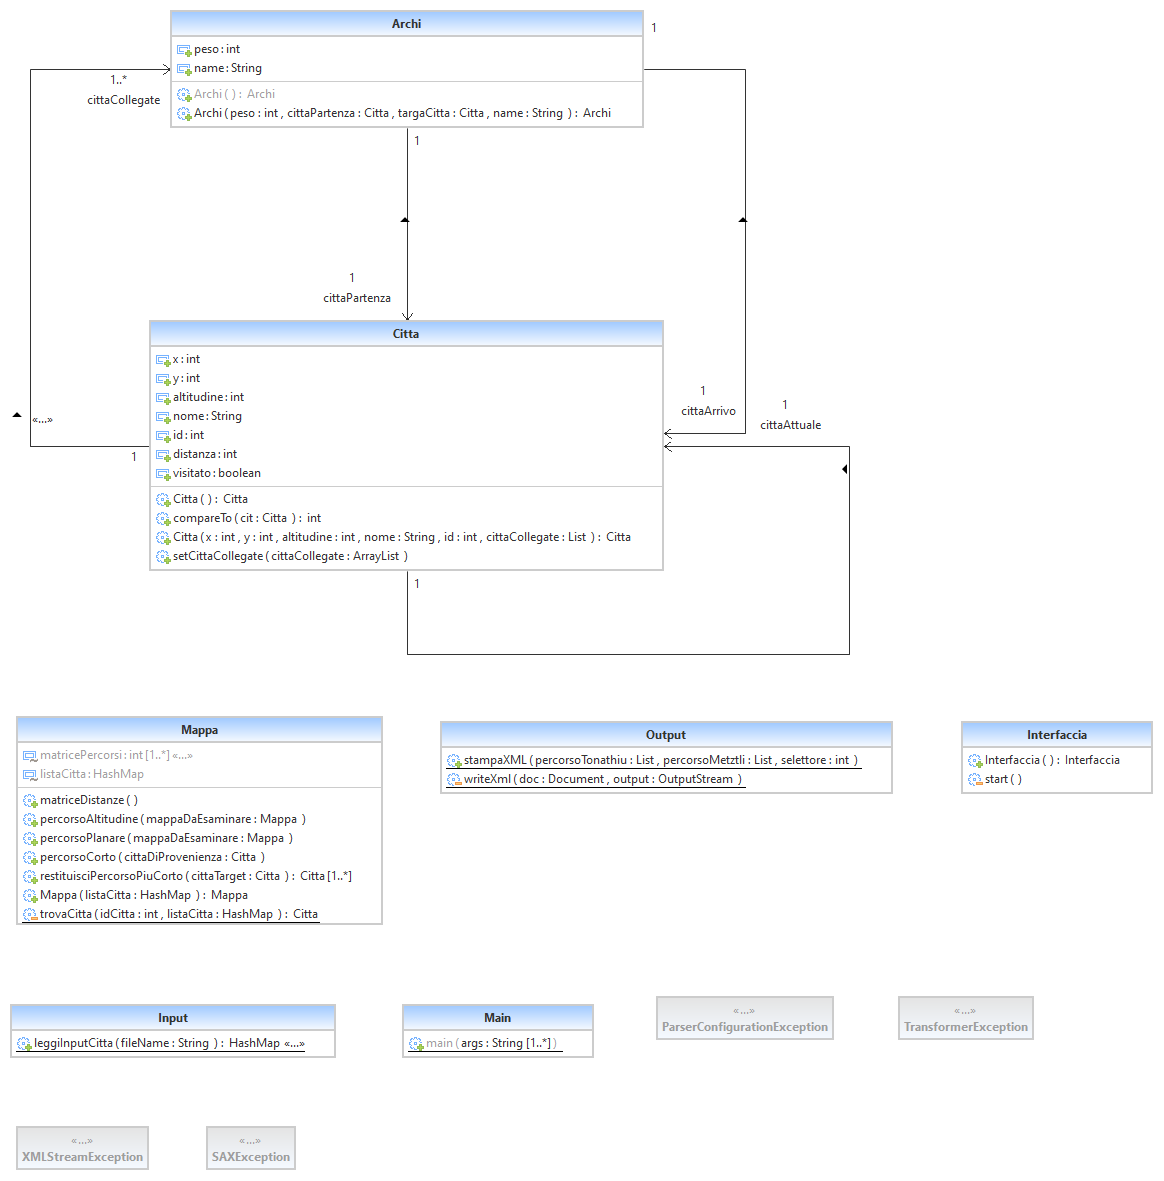 Archi
1
peso : int
name : String
1..*
cittaCollegate
Archi ( ) : Archi
Archi ( peso : int , cittaPartenza : Citta , targaCitta : Citta , name : String ) : Archi
1
1
cittaPartenza
Citta
x : int
y : int
altitudine : int
nome : String
id : int
distanza : int
visitato : boolean
1
cittaArrivo
1
cittaAttuale
«...»
1
Citta ( ) : Citta
compareTo ( cit : Citta ) : int
Citta ( x : int , y : int , altitudine : int , nome : String , id : int , cittaCollegate : List ) : Citta
setCittaCollegate ( cittaCollegate : ArrayList )
1
Mappa
matricePercorsi : int [1..*] «...»
listaCitta : HashMap
matriceDistanze ( )
percorsoAltitudine ( mappaDaEsaminare : Mappa )
percorsoPlanare ( mappaDaEsaminare : Mappa )
percorsoCorto ( cittaDiProvenienza : Citta )
restituisciPercorsoPiuCorto ( cittaTarget : Citta ) : Citta [1..*]
Mappa ( listaCitta : HashMap ) : Mappa
trovaCitta ( idCitta : int , listaCitta : HashMap ) : Citta
Output
stampaXML ( percorsoTonathiu : List , percorsoMetztli : List , selettore : int )
writeXml ( doc : Document , output : OutputStream )
Interfaccia
Interfaccia ( ) : Interfaccia
start ( )
Input
leggiInputCitta ( fileName : String ) : HashMap «...»
Main
main ( args : String [1..*] )
«...»
ParserConfigurationException
«...»
TransformerException
«...»
XMLStreamException
«...»
SAXException